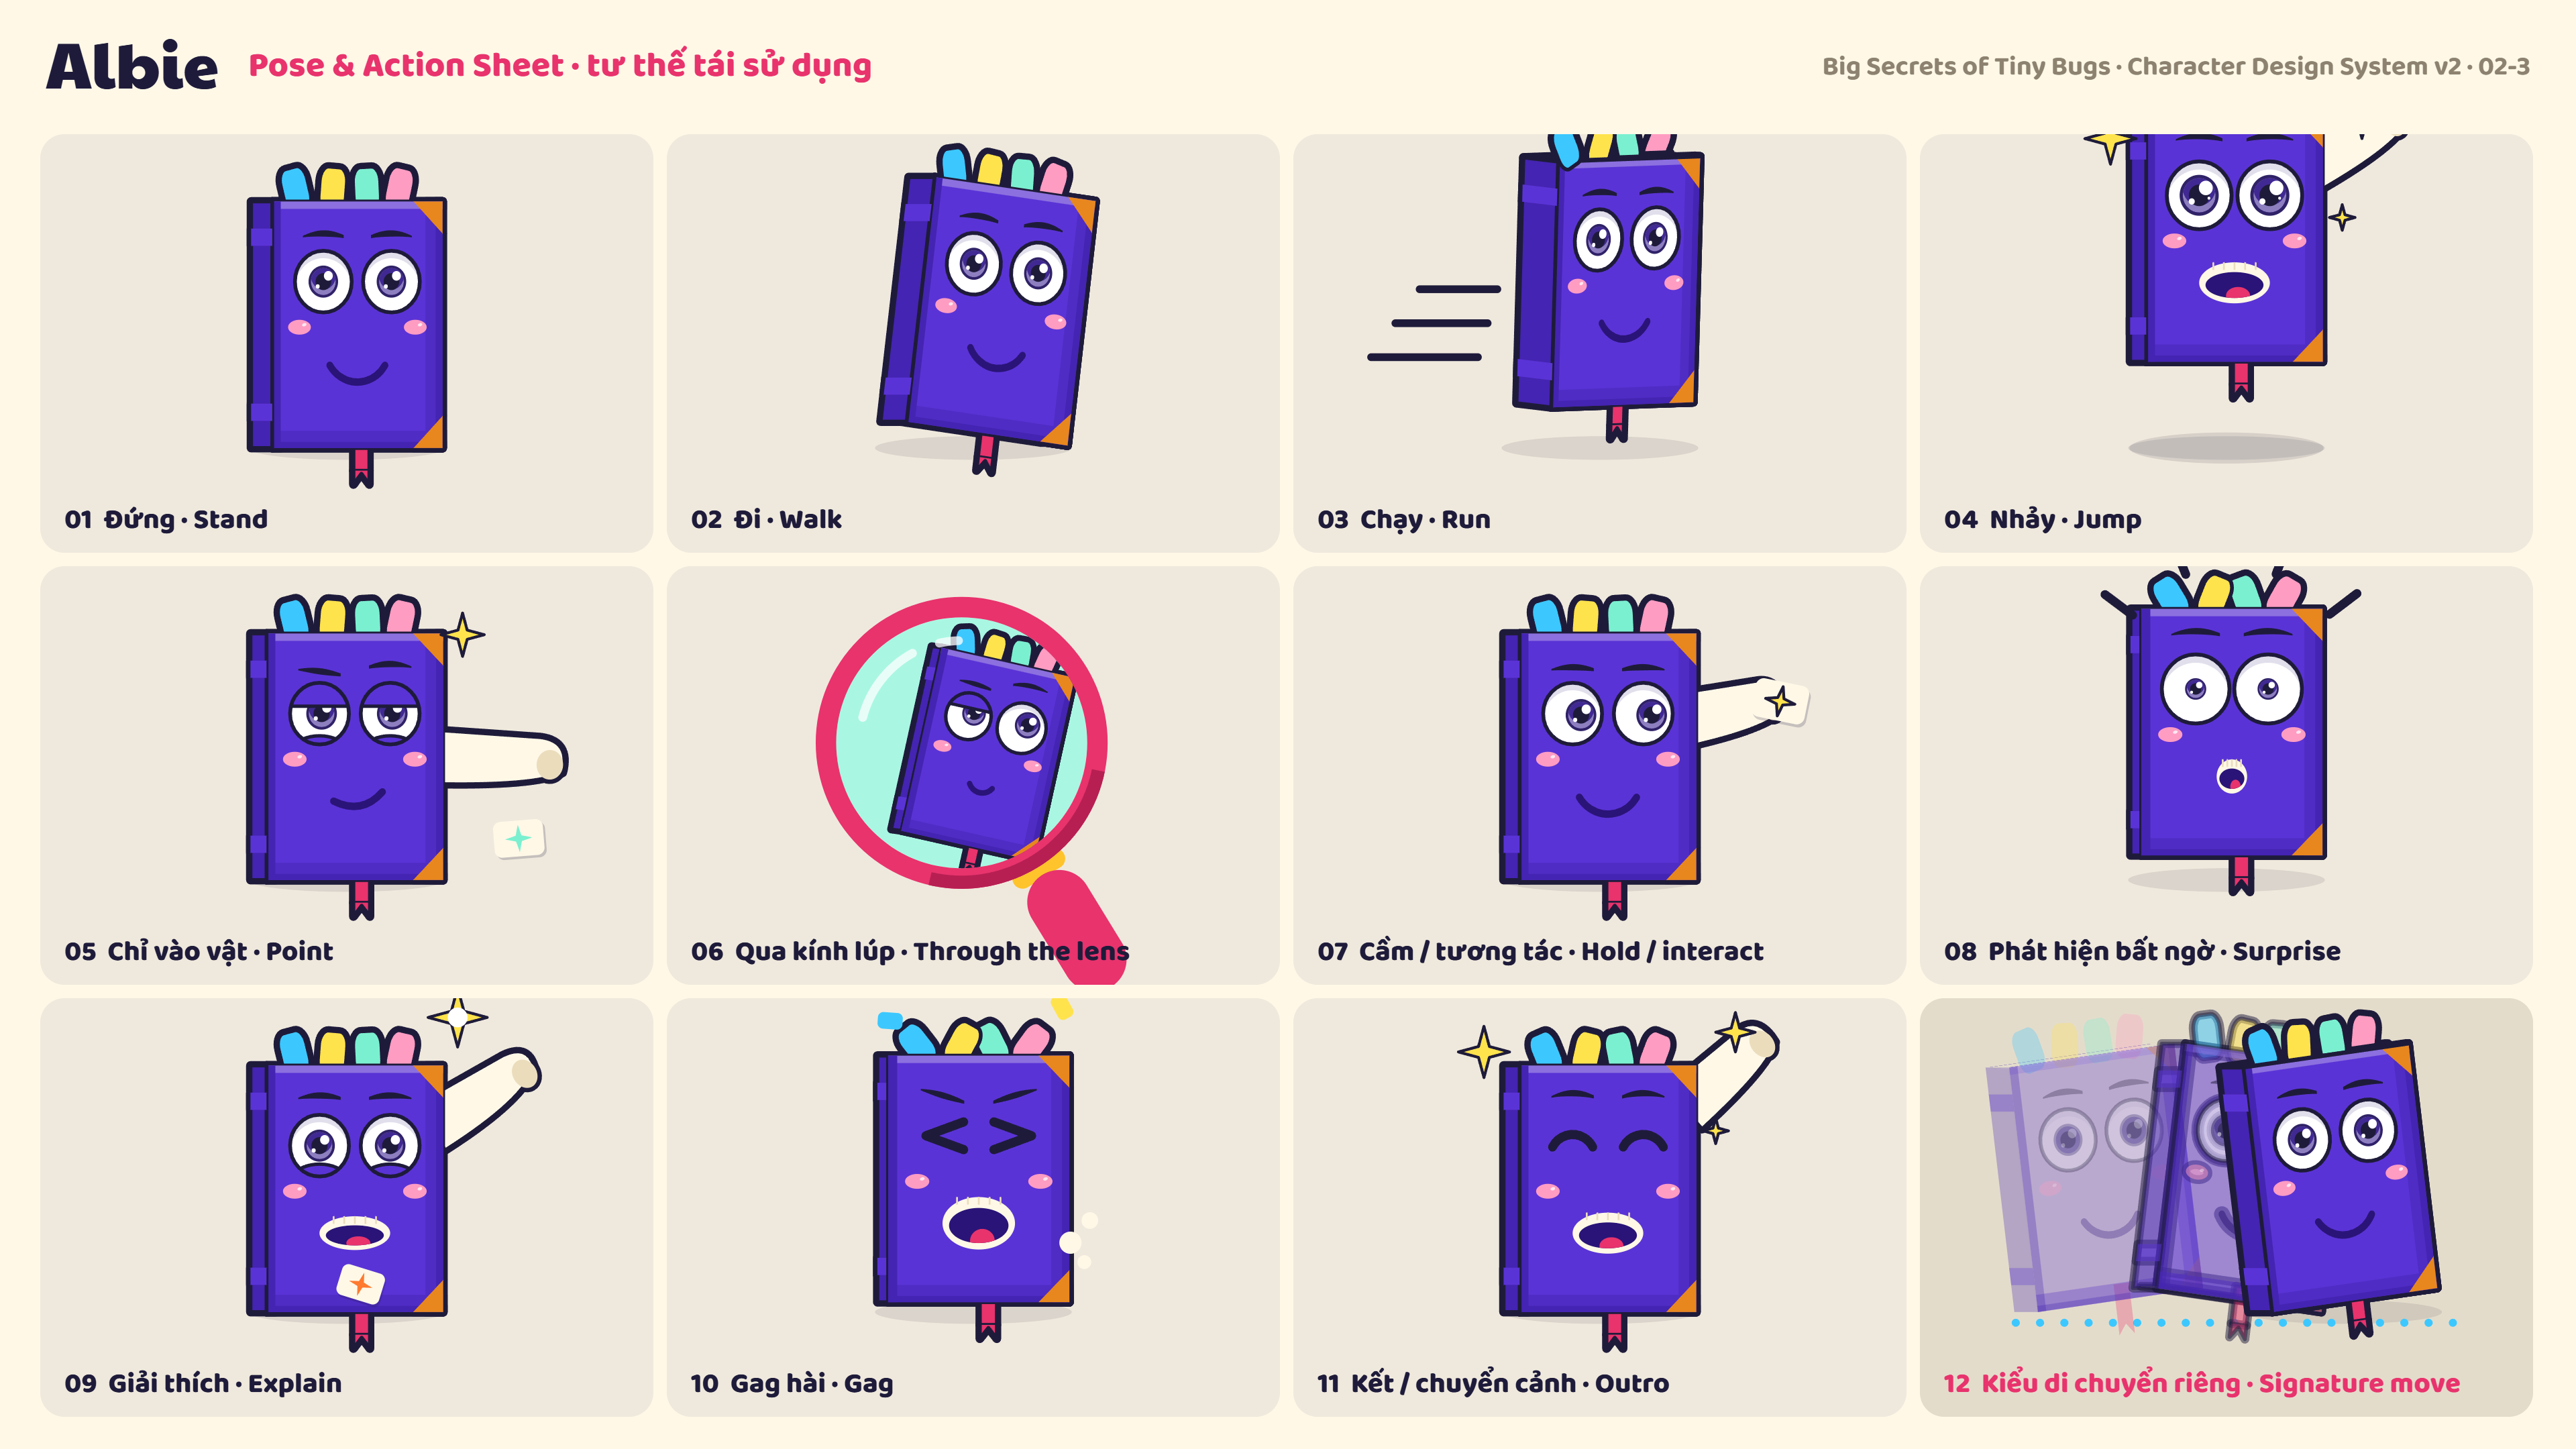 Albie
Pose & Action Sheet · tư thế tái sử dụng
Big Secrets of Tiny Bugs · Character Design System v2 · 02-3
01 Đứng · Stand
02 Đi · Walk
03 Chạy · Run
04 Nhảy · Jump
05 Chỉ vào vật · Point
06 Qua kính lúp · Through the lens
07 Cầm / tương tác · Hold / interact
08 Phát hiện bất ngờ · Surprise
09 Giải thích · Explain
10 Gag hài · Gag
11 Kết / chuyển cảnh · Outro
12 Kiểu di chuyển riêng · Signature move